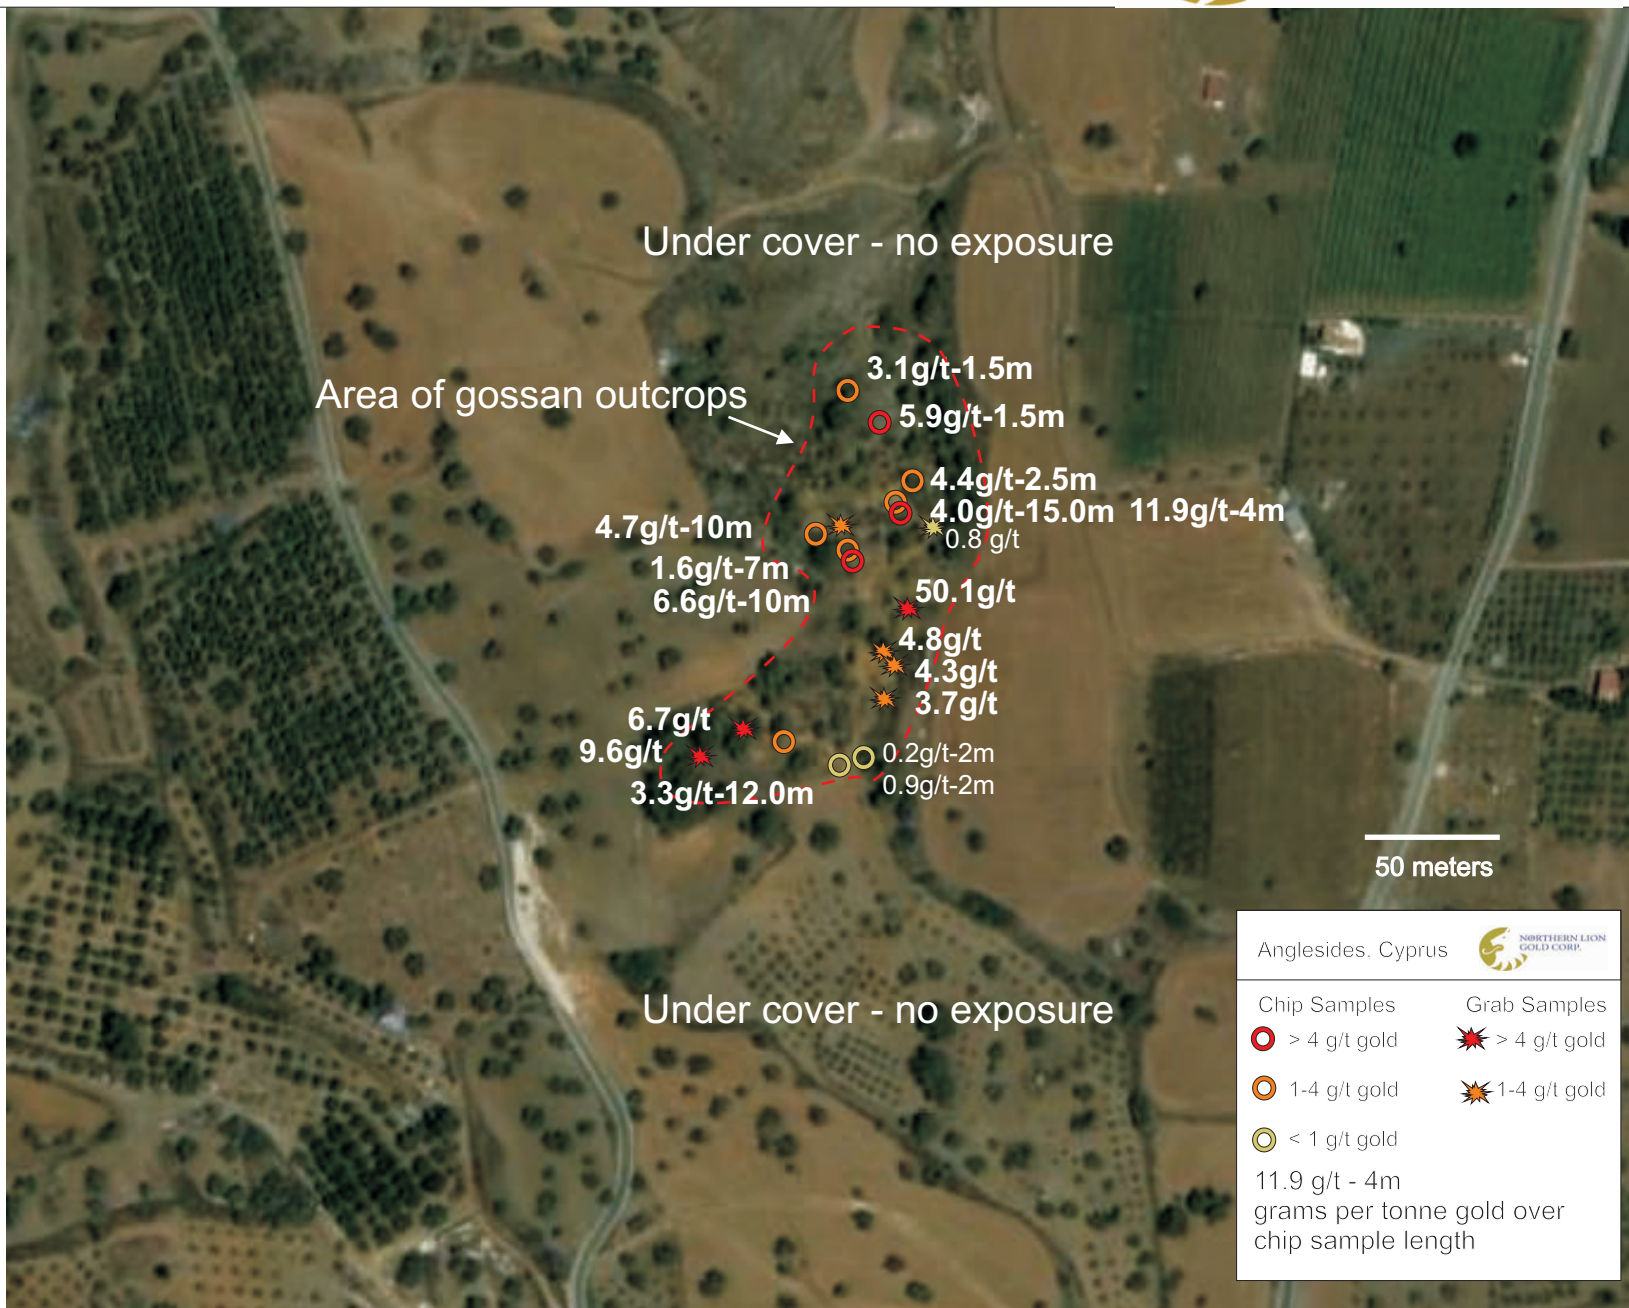 Under cover - no exposure
3.1g/t-1.5m
Area of gossan outcrops
5.9g/t-1.5m
4.4g/t-2.5m
4.0g/t-15.0m 11.9g/t-4m
4.7g/t-10m
0.8 g/t
1.6g/t-7m
6.6g/t-10m
50.1g/t
4.8g/t
4.3g/t
3.7g/t
6.7g/t
9.6g/t
0.2g/t-2m
0.9g/t-2m
3.3g/t-12.0m
50 meters
Under cover - no exposure
Anglesides, Cyprus
NORTHERN LION
GOLD CORP.
Chip Samples Grab Samples
> 4 g/t gold > 4 g/t gold
1-4 g/t gold 1-4 g/t gold
< 1 g/t gold
11.9 g/t - 4m
grams per tonne gold over
chip sample length